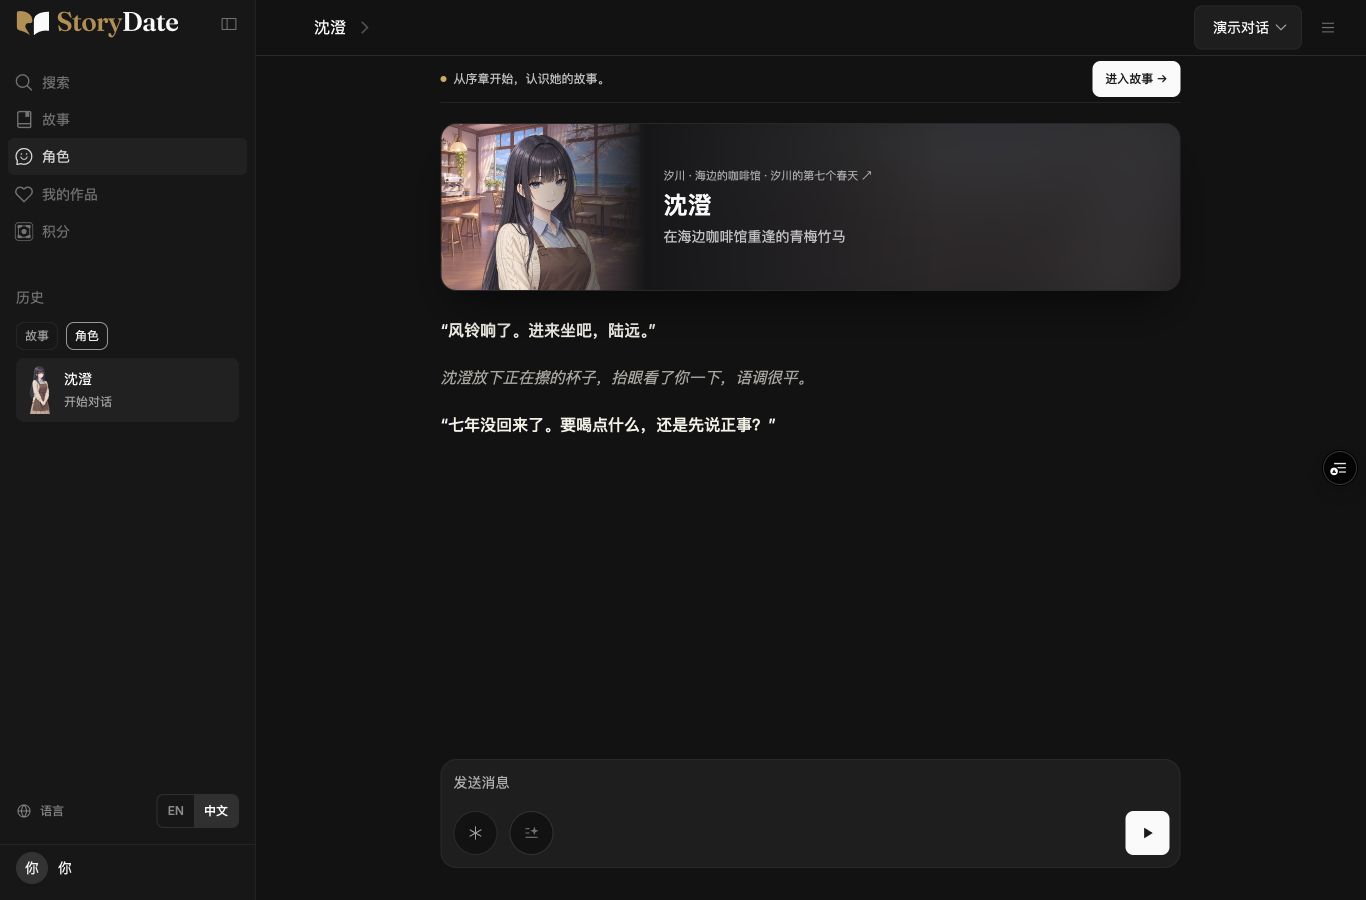 StoryDate
搜索
故事
角色
我的作品
积分
历史
故事 角色
沈澄
开始对话
语言 EN 中文
你 你
沈澄
演示对话
从序章开始，认识她的故事。
进入故事 →
汐川 · 海边的咖啡馆 · 汐川的第七个春天 ↗
沈澄
在海边咖啡馆重逢的青梅竹马
“风铃响了。进来坐吧，陆远。”
沈澄放下正在擦的杯子，抬眼看了你一下，语调很平。
“七年没回来了。要喝点什么，还是先说正事？”
发送消息